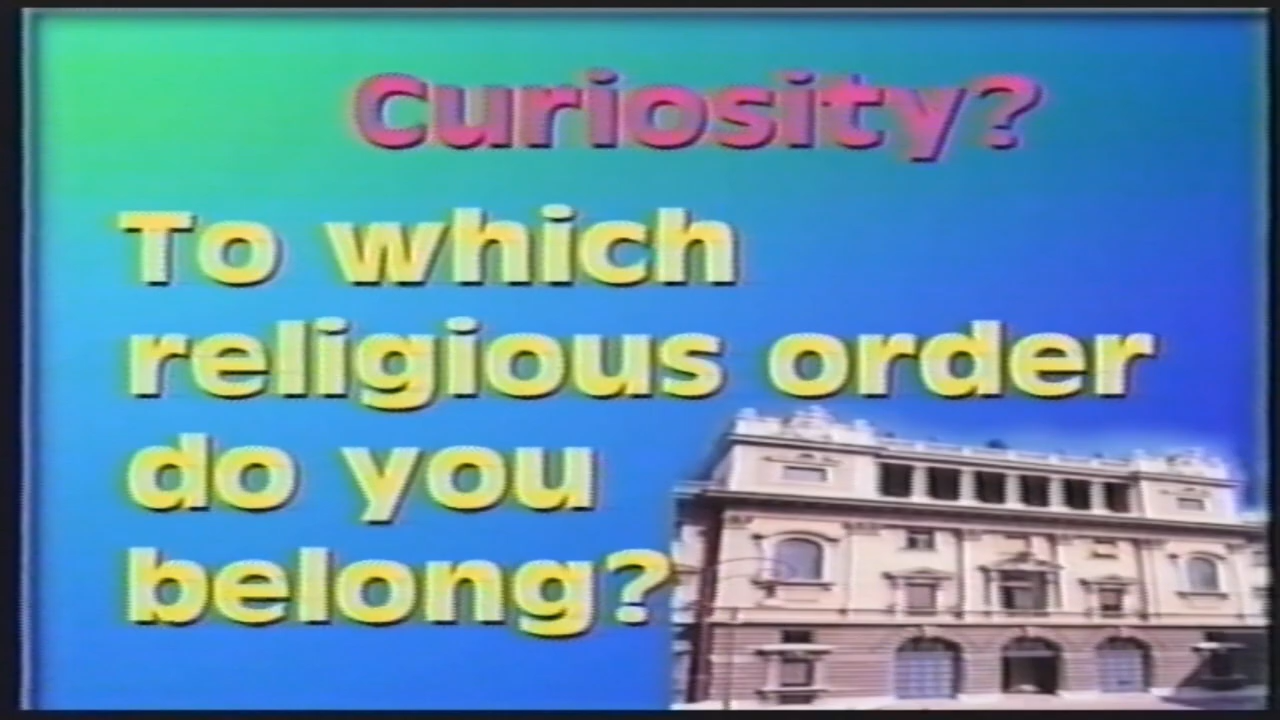 Curiosity?
To which
religious order
do you
belong?